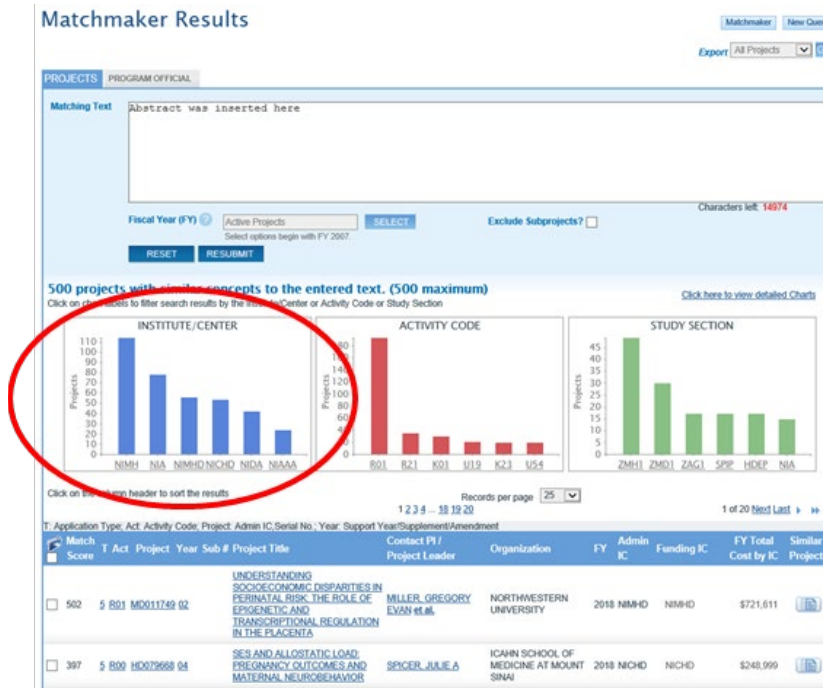 Matchmaker Results
Matchmaker New Quer
Export All Projects
PROJECTS PROGRAM OFFICIAL
Matching Text Abstract was inserted here
Characters left: 14974
Fiscal Year (FY) Active Projects SELECT Exclude Subprojects?
Select options begin with FY 2007.
RESET RESUBMIT
500 projects with similar concepts to the entered text. (500 maximum)
Click on chart labels to filter search results by the Institute/Center or Activity Code or Study Section
Click here to view detailed Charts
INSTITUTE/CENTER
Projects
110
100
90
80
70
60
50
40
30
20
10
0
NIMH NIA NIMHD NICHD NIDA NIAAA
ACTIVITY CODE
Projects
140
120
100
80
60
20
0
R01 R21 K01 U19 K23 U54
STUDY SECTION
Projects
45
40
35
30
25
20
15
10
5
0
ZMH1 ZMD1 ZAG1 SPIP HDEP NIA
Click on the column header to sort the results
Records per page 25
1 2 3 4 ... 18 19 20
1 of 20 Next Last
T: Application Type; Act: Activity Code; Project: Admin IC,Serial No.; Year: Support Year/Supplement/Amendment
Match Score T Act Project Year Sub # Project Title Contact PI / Project Leader Organization FY Admin IC Funding IC FY Total Cost by IC Similar Project
502 5 R01 MD011749 02
UNDERSTANDING
SOCIOECONOMIC DISPARITIES IN
PERINATAL RISK: THE ROLE OF
EPIGENETIC AND
TRANSCRIPTIONAL REGULATION
IN THE PLACENTA
MILLER, GREGORY
EVAN et al.
NORTHWESTERN
UNIVERSITY
2018 NIMHD NIMHD $721,611
397 5 R00 HD079668 04
SES AND ALLOSTATIC LOAD:
PREGNANCY OUTCOMES AND
MATERNAL NEUROBEHAVIOR
SPICER, JULIE A
ICAHN SCHOOL OF
MEDICINE AT MOUNT
SINAI
2018 NICHD NICHD $248,999